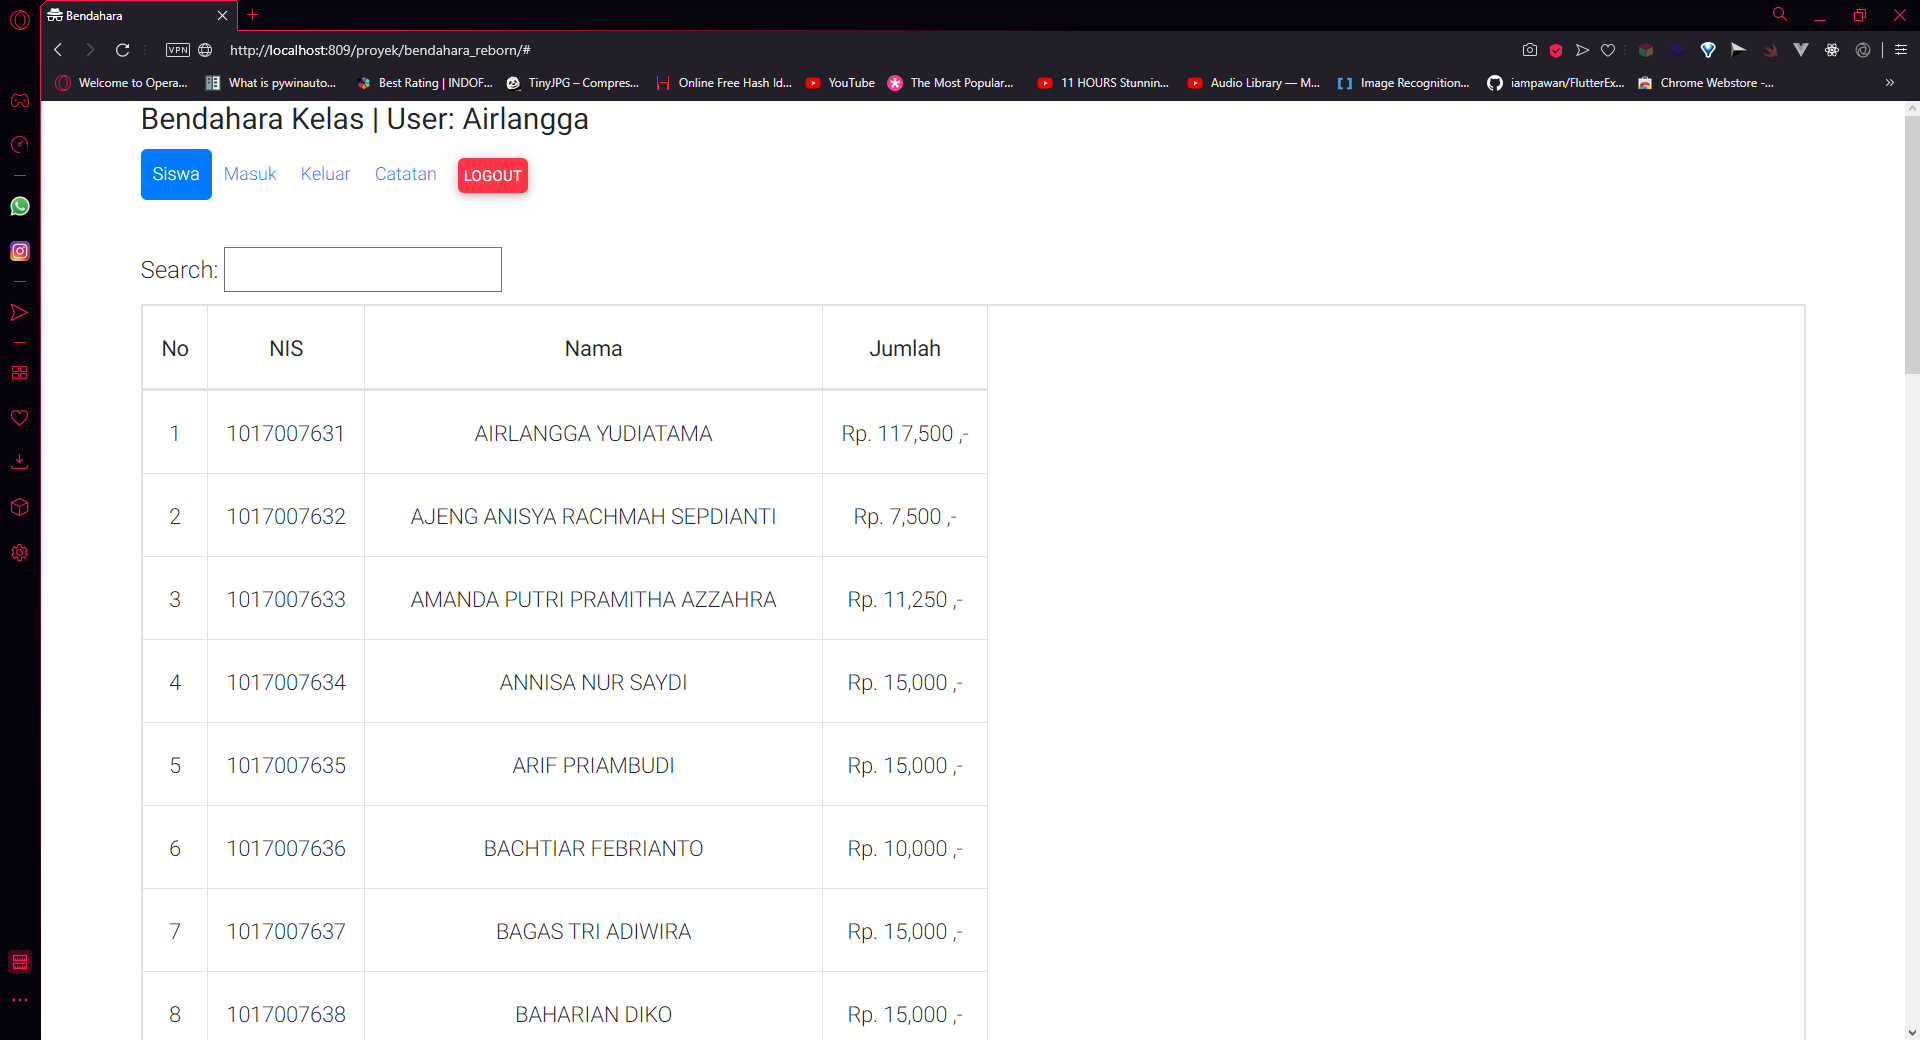 Bendahara
VPN http://localhost:809/proyek/bendahara_reborn/#
Welcome to Opera... What is pywinauto... Best Rating | INDOF... TinyJPG – Compres... Online Free Hash Id... YouTube The Most Popular... 11 HOURS Stunnin... Audio Library — M... Image Recognition... iampawan/FlutterEx... Chrome Webstore -...
Bendahara Kelas | User: Airlangga
Siswa Masuk Keluar Catatan LOGOUT
Search:
No NIS Nama Jumlah
1 1017007631 AIRLANGGA YUDIATAMA Rp. 117,500 ,-
2 1017007632 AJENG ANISYA RACHMAH SEPDIANTI Rp. 7,500 ,-
3 1017007633 AMANDA PUTRI PRAMITHA AZZAHRA Rp. 11,250 ,-
4 1017007634 ANNISA NUR SAYDI Rp. 15,000 ,-
5 1017007635 ARIF PRIAMBUDI Rp. 15,000 ,-
6 1017007636 BACHTIAR FEBRIANTO Rp. 10,000 ,-
7 1017007637 BAGAS TRI ADIWIRA Rp. 15,000 ,-
8 1017007638 BAHARIAN DIKO Rp. 15,000 ,-